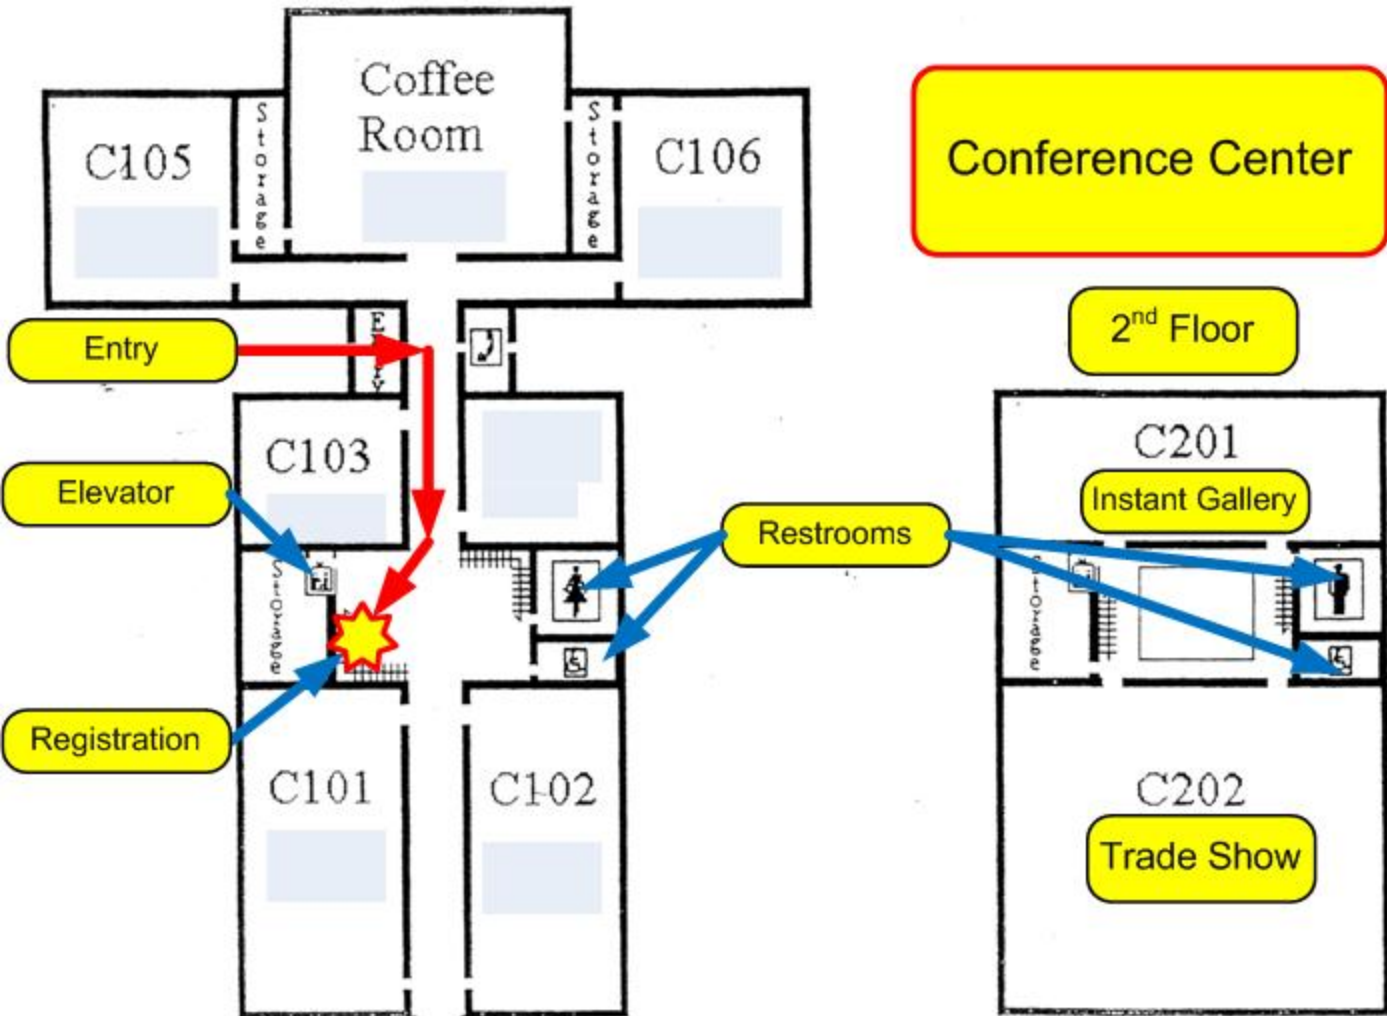 Coffee
Room
C105
Storage
Storage
C106
Conference Center
Entry
2nd Floor
C103
C201
Elevator
Instant Gallery
Restrooms
Storage
Storage
Registration
C101
C102
C202
Trade Show